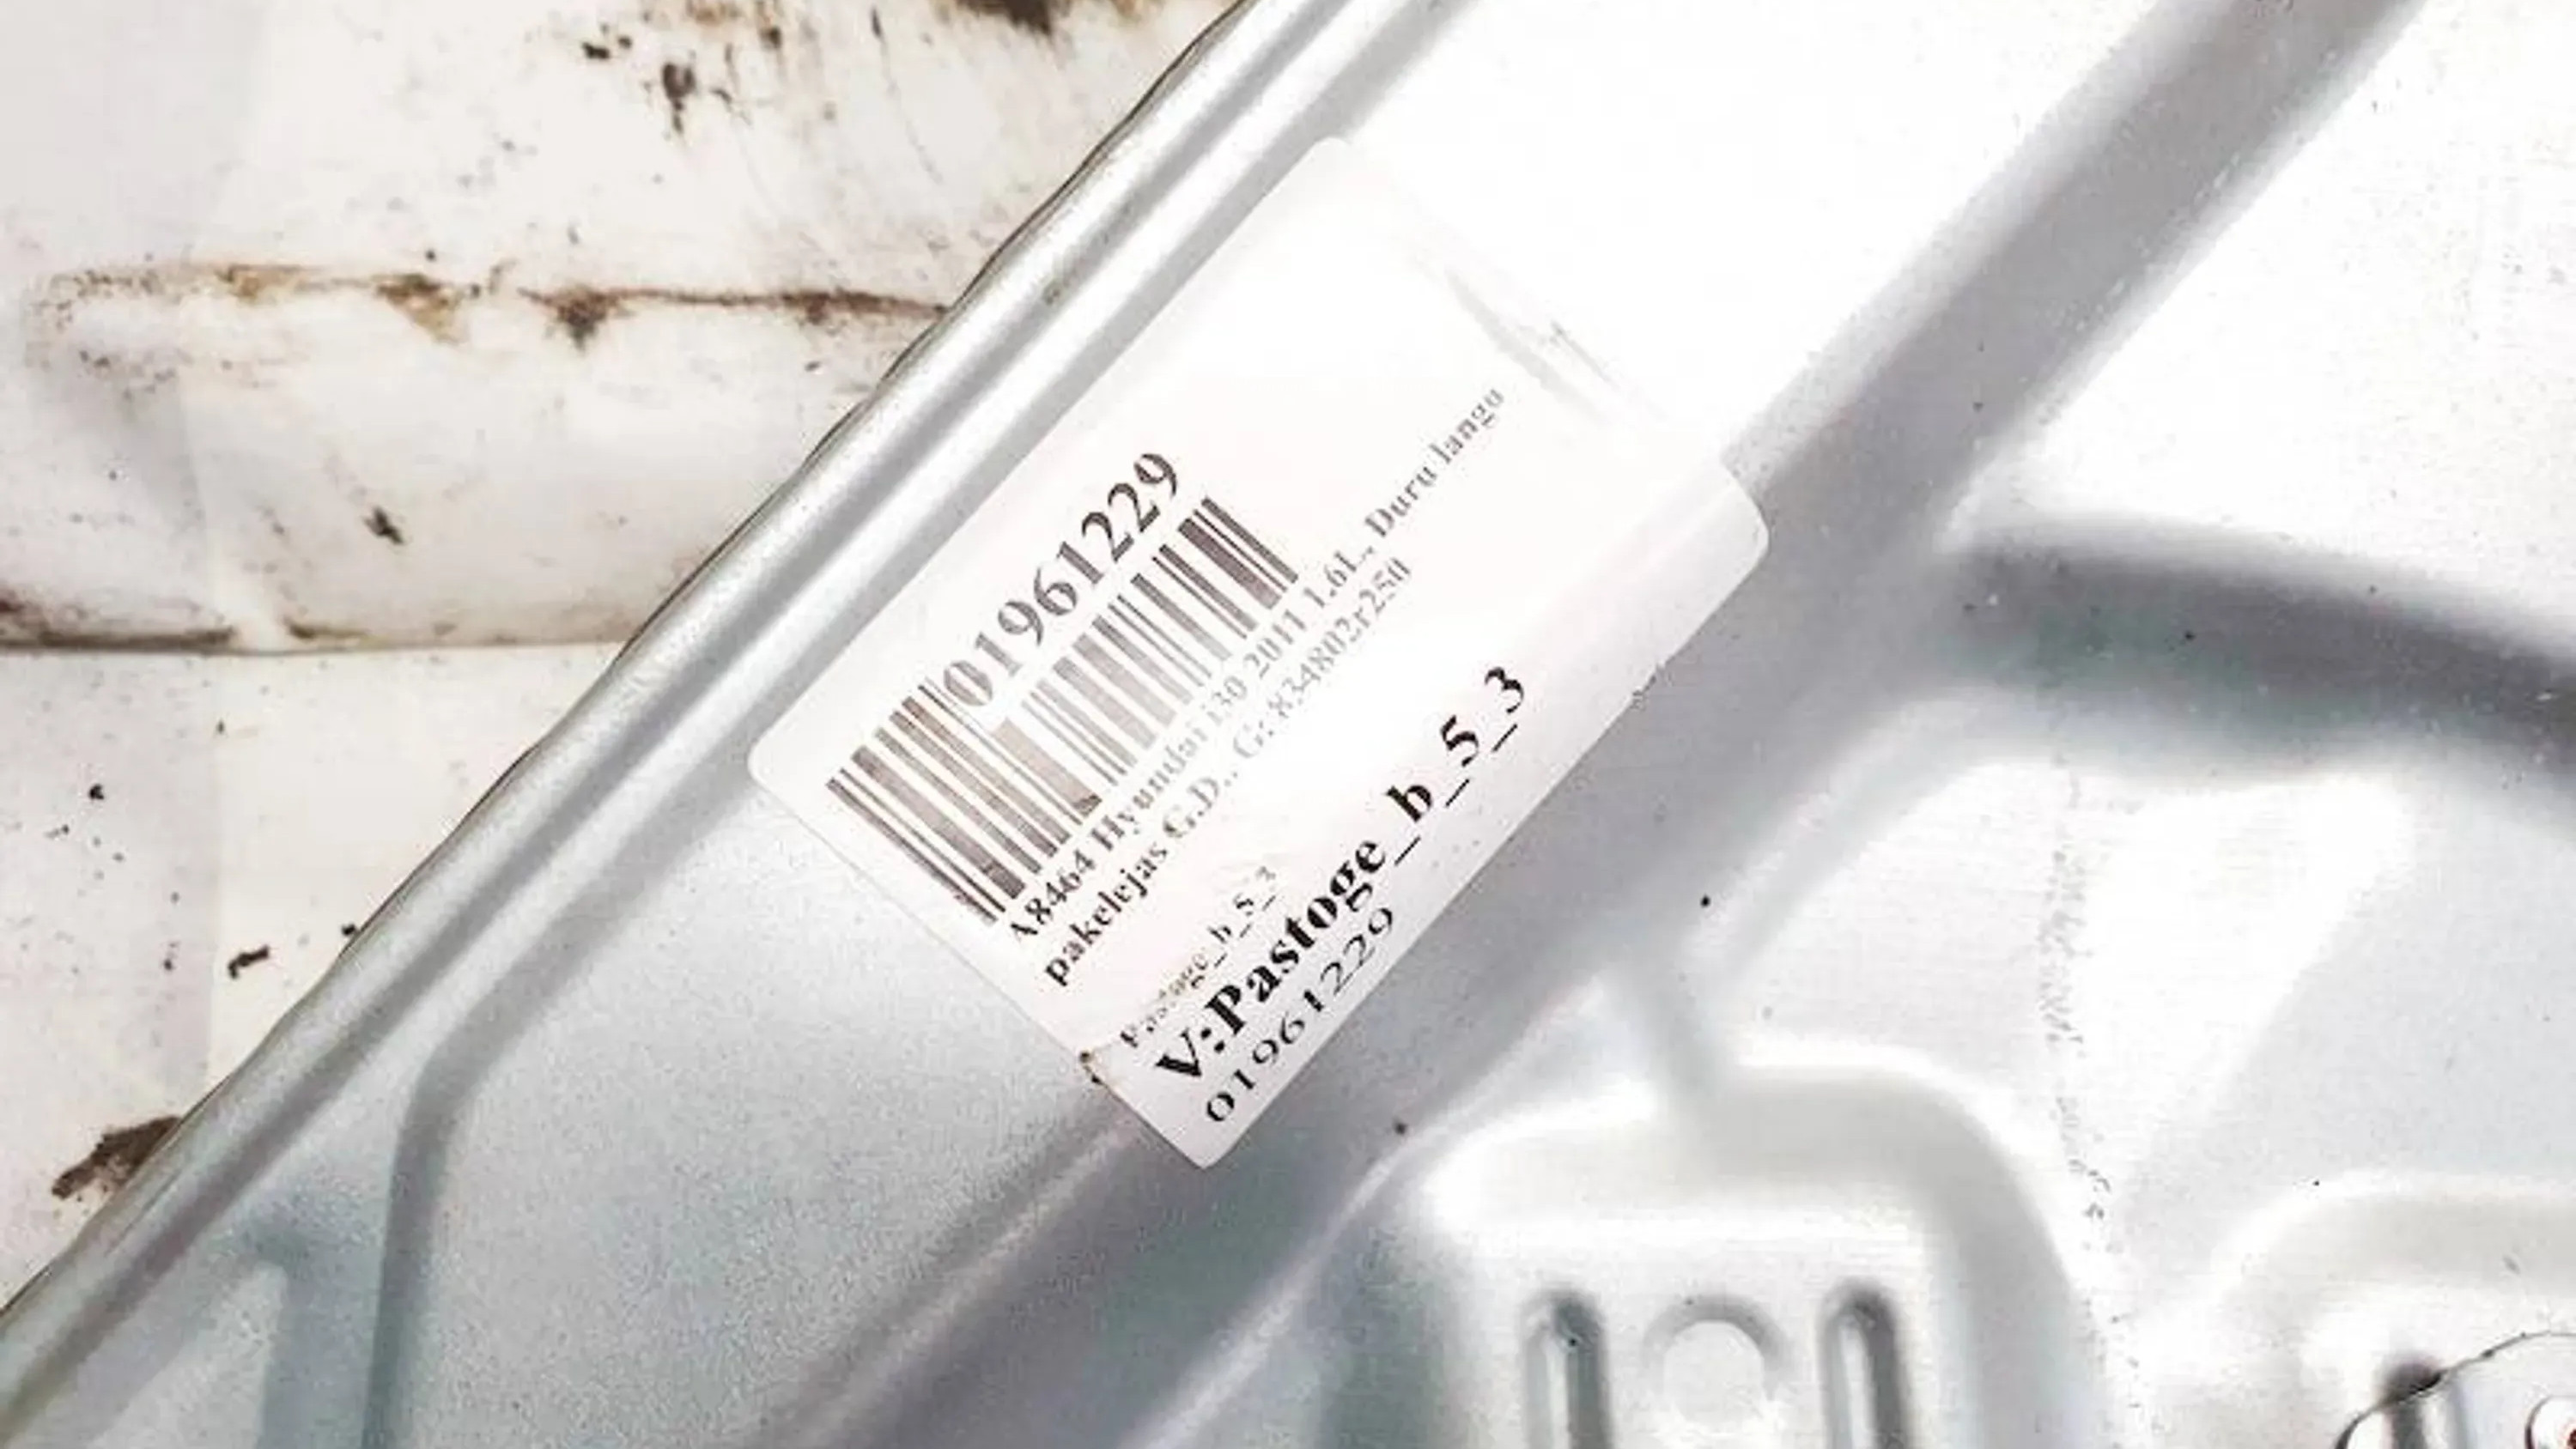 01961229
A8464 Hyundai i30 2011 1.6L., Duru lango
pakelejas G.D., G: 834802r250
Pastoge_b_5_3
V:Pastoge_b_5_3
01961229